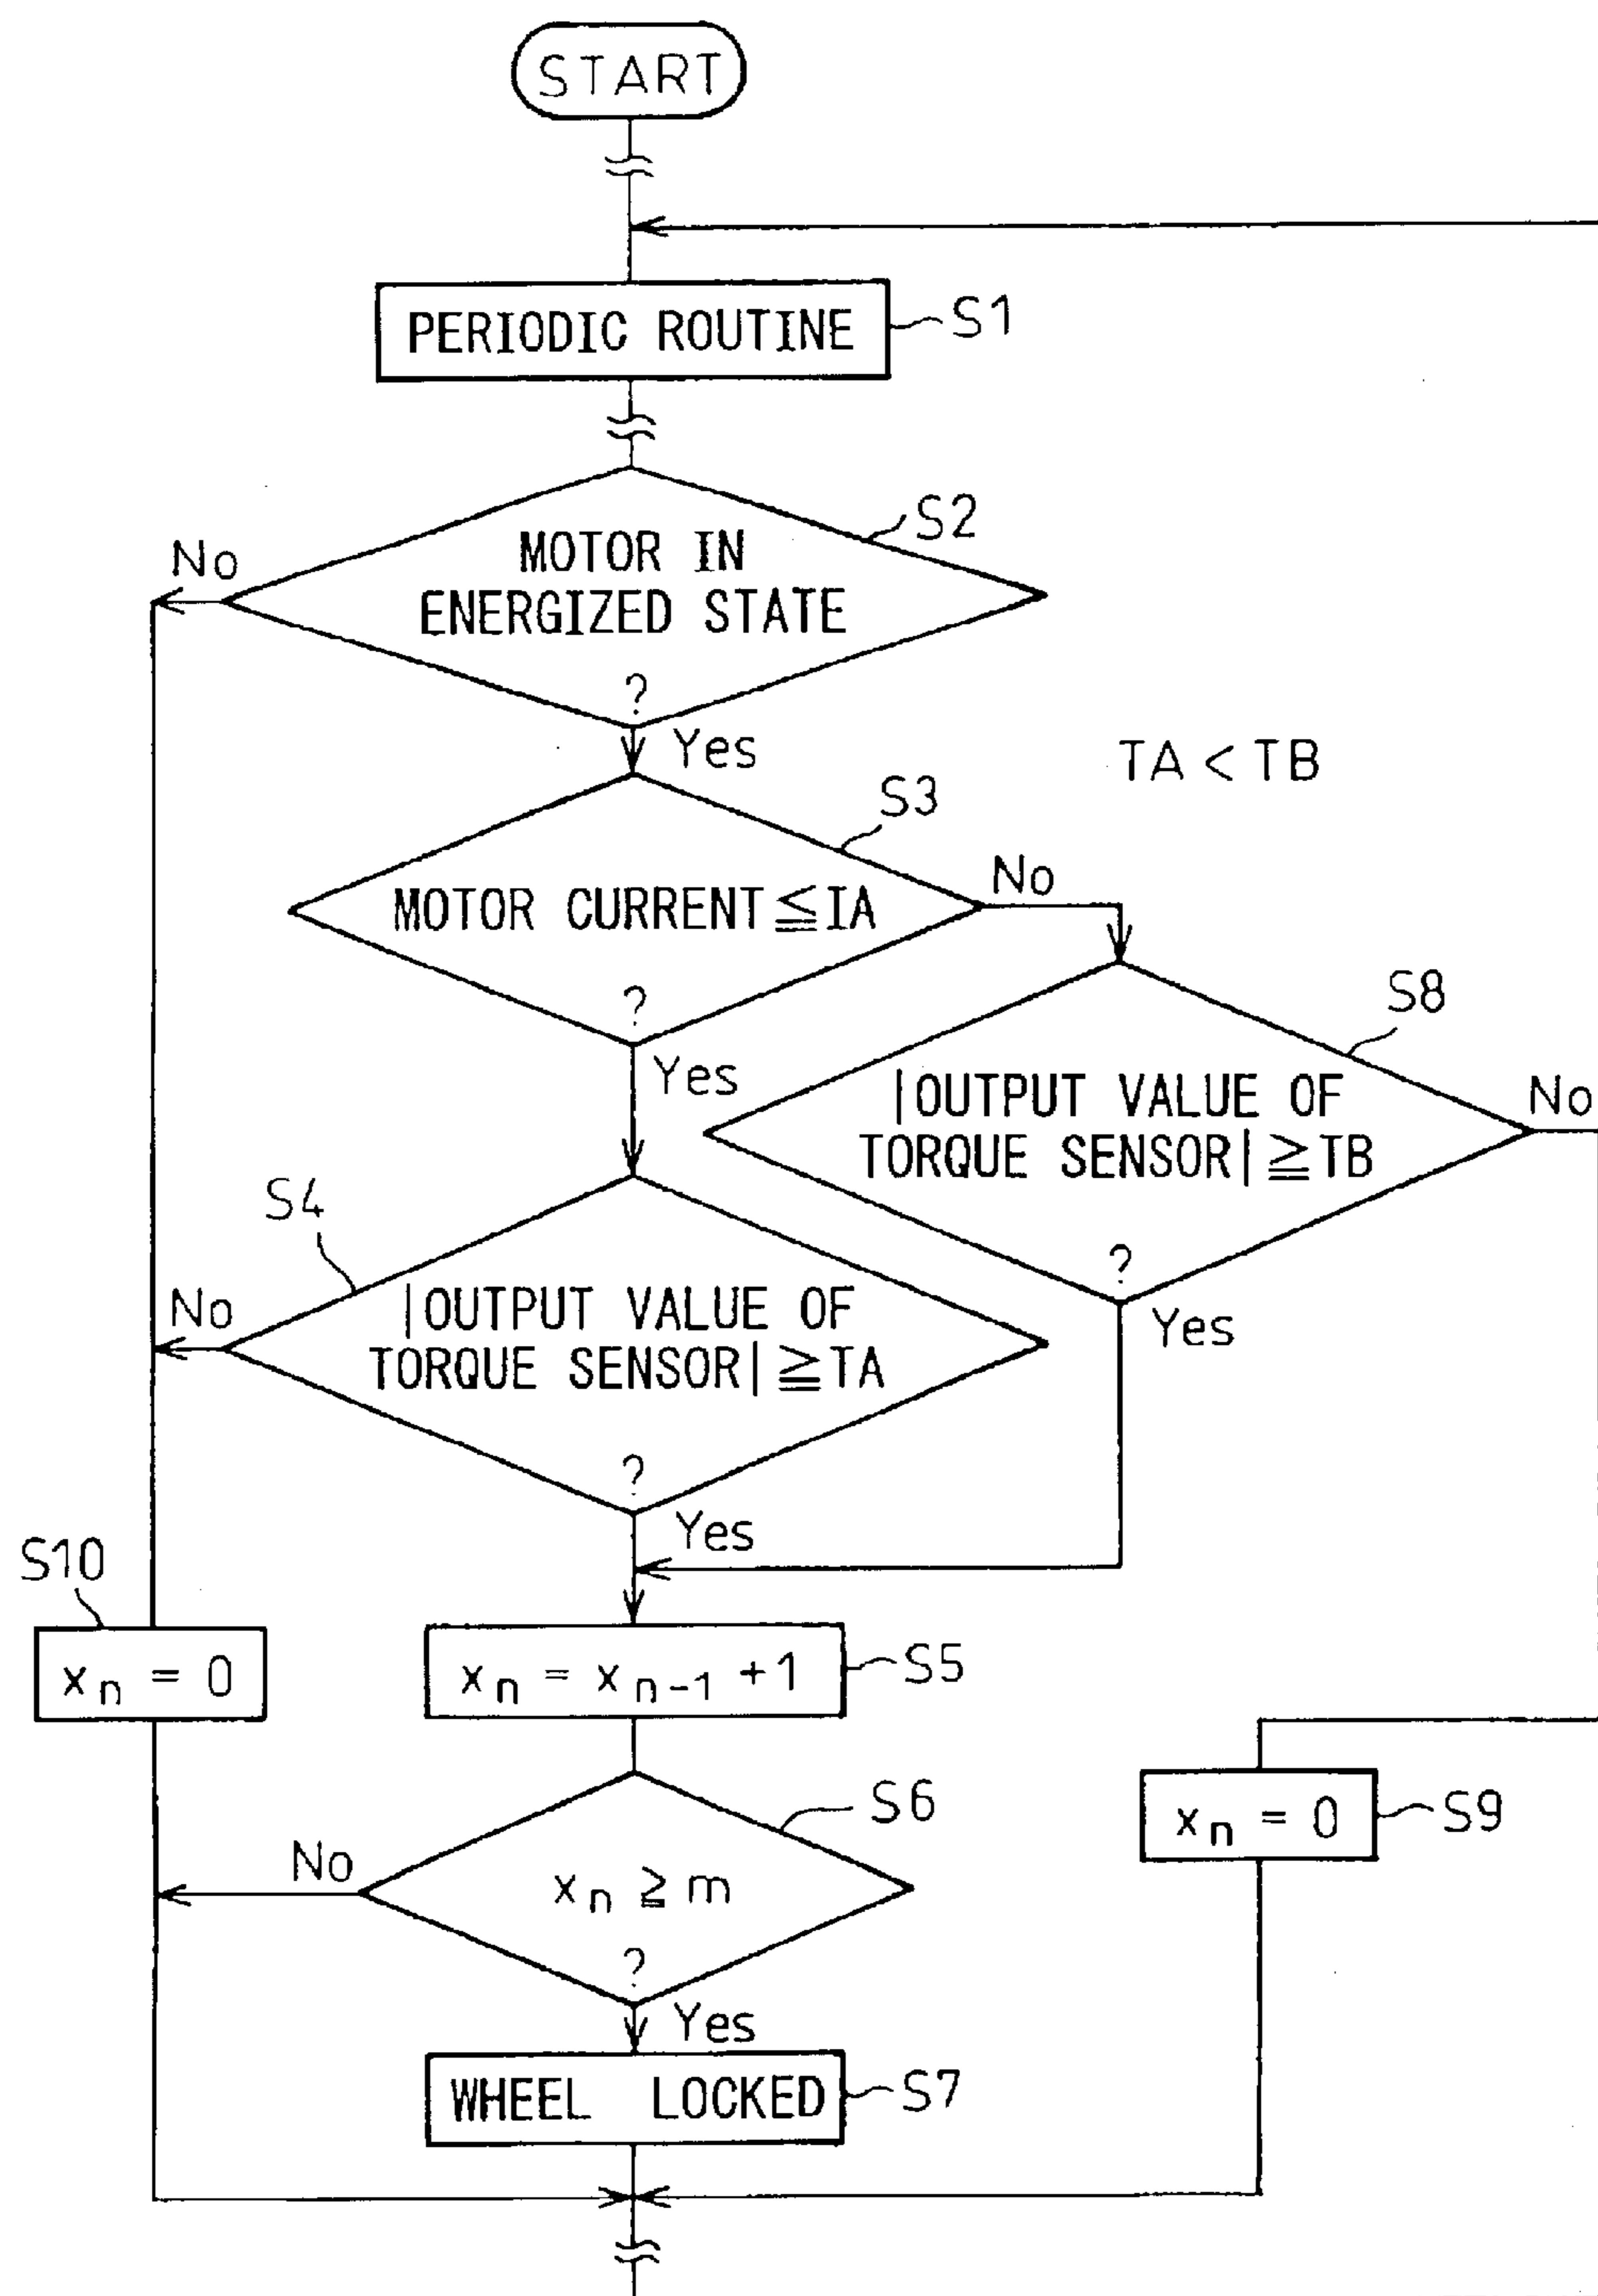 START
PERIODIC ROUTINE
S1
S2
MOTOR IN
ENERGIZED STATE
?
No
Yes
TA < TB
S3
MOTOR CURRENT ≦ IA
?
No
Yes
S8
|OUTPUT VALUE OF
TORQUE SENSOR| ≧ TB
?
No
Yes
S4
|OUTPUT VALUE OF
TORQUE SENSOR| ≧ TA
?
No
Yes
S10
xn = 0
xn = xn-1 +1
S5
S6
xn ≧ m
?
No
Yes
xn = 0
S9
WHEEL LOCKED
S7